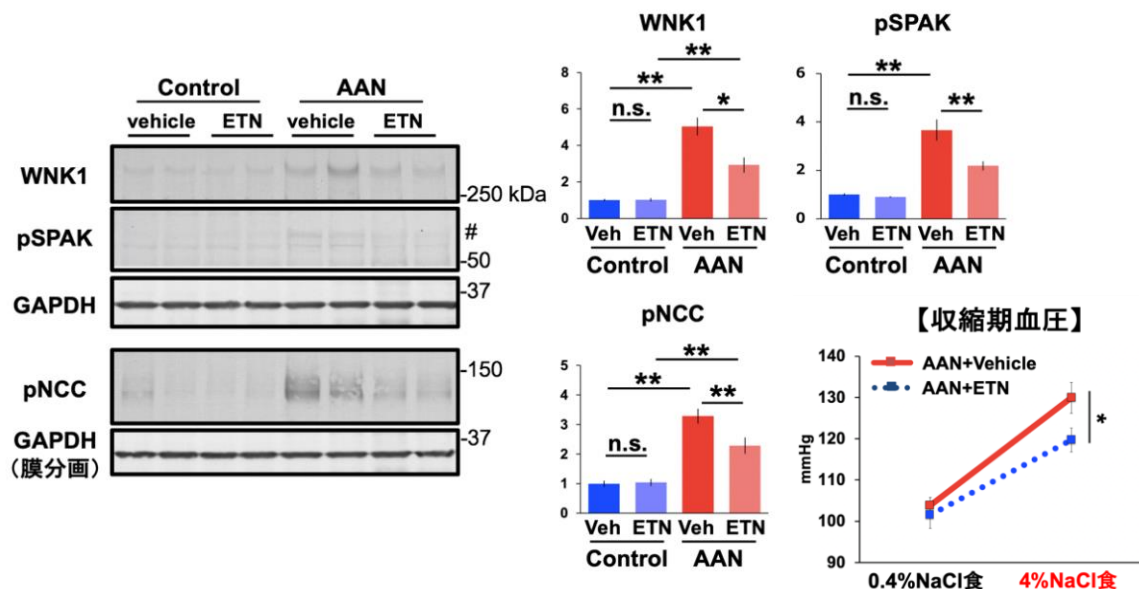 Control AAN
vehicle ETN vehicle ETN
WNK1
-250 kDa
pSPAK
#
-50
GAPDH
-37
pNCC
-150
GAPDH
(膜分画)
-37
WNK1
**
**
n.s.
*
8
6
4
2
0
Veh ETN Veh ETN
Control AAN
pSPAK
**
n.s.
**
6
4
2
0
Veh ETN Veh ETN
Control AAN
pNCC
**
**
n.s.
**
5
4
3
2
1
0
Veh ETN Veh ETN
Control AAN
【収縮期血圧】
AAN+Vehicle
AAN+ETN
*
mmHg
140
130
120
110
100
90
0.4%NaCl食 4%NaCl食